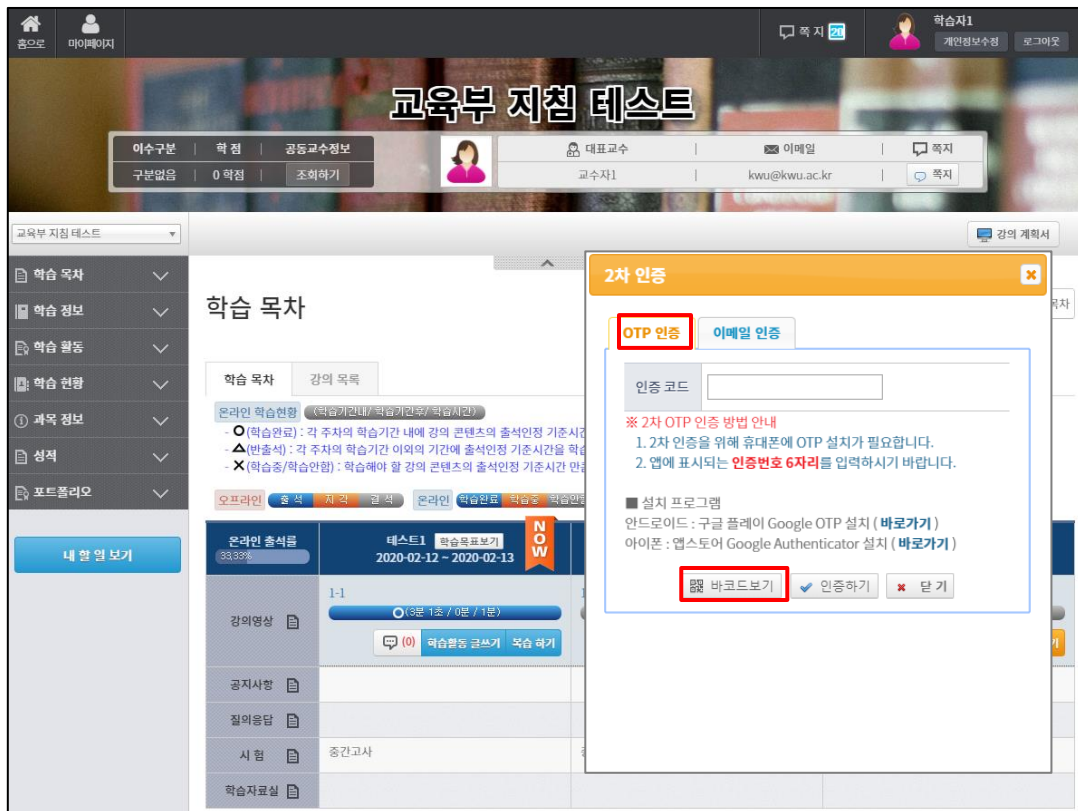 홈으로
마이페이지
쪽 지 20
학습자1
개인정보수정 로그아웃
교육부 지침 테스트
이수구분 | 학 점 | 공동교수정보
구분없음 | 0 학점 | 조회하기
대표교수 | 이메일 | 쪽지
교수자1 | kwu@kwu.ac.kr | 쪽지
교육부 지침 테스트
강의 계획서
학습 목차
학습 정보
학습 활동
학습 현황
과목 정보
성적
포트폴리오
내 할 일 보기
학습 목차
목차
학습 목차 강의 목록
온라인 학습현황 (학습기간내/ 학습기간후/ 학습시간)
- O(학습완료) : 각 주차의 학습기간 내에 강의 콘텐츠의 출석인정 기준시간
- △(반출석) : 각 주차의 학습기간 이외의 기간에 출석인정 기준시간을 학습
- X(학습중/학습안함) : 학습해야 할 강의 콘텐츠의 출석인정 기준시간 만큼
오프라인 출 석 지 각 결 석 온라인 학습완료 학습중 학습안함
온라인 출석률
33.33%
테스트1 학습목표보기
2020-02-12 ~ 2020-02-13
NOW
강의영상
1-1
O(3분 1초 / 0분 / 1분)
(0) 학습활동 글쓰기 복습 하기
공지사항
질의응답
시 험
중간고사
학습자료실
2차 인증
OTP 인증 이메일 인증
인증 코드
※ 2차 OTP 인증 방법 안내
1. 2차 인증을 위해 휴대폰에 OTP 설치가 필요합니다.
2. 앱에 표시되는 인증번호 6자리를 입력하시기 바랍니다.
■ 설치 프로그램
안드로이드 : 구글 플레이 Google OTP 설치 ( 바로가기 )
아이폰 : 앱스토어 Google Authenticator 설치 ( 바로가기 )
바코드보기 인증하기 닫 기